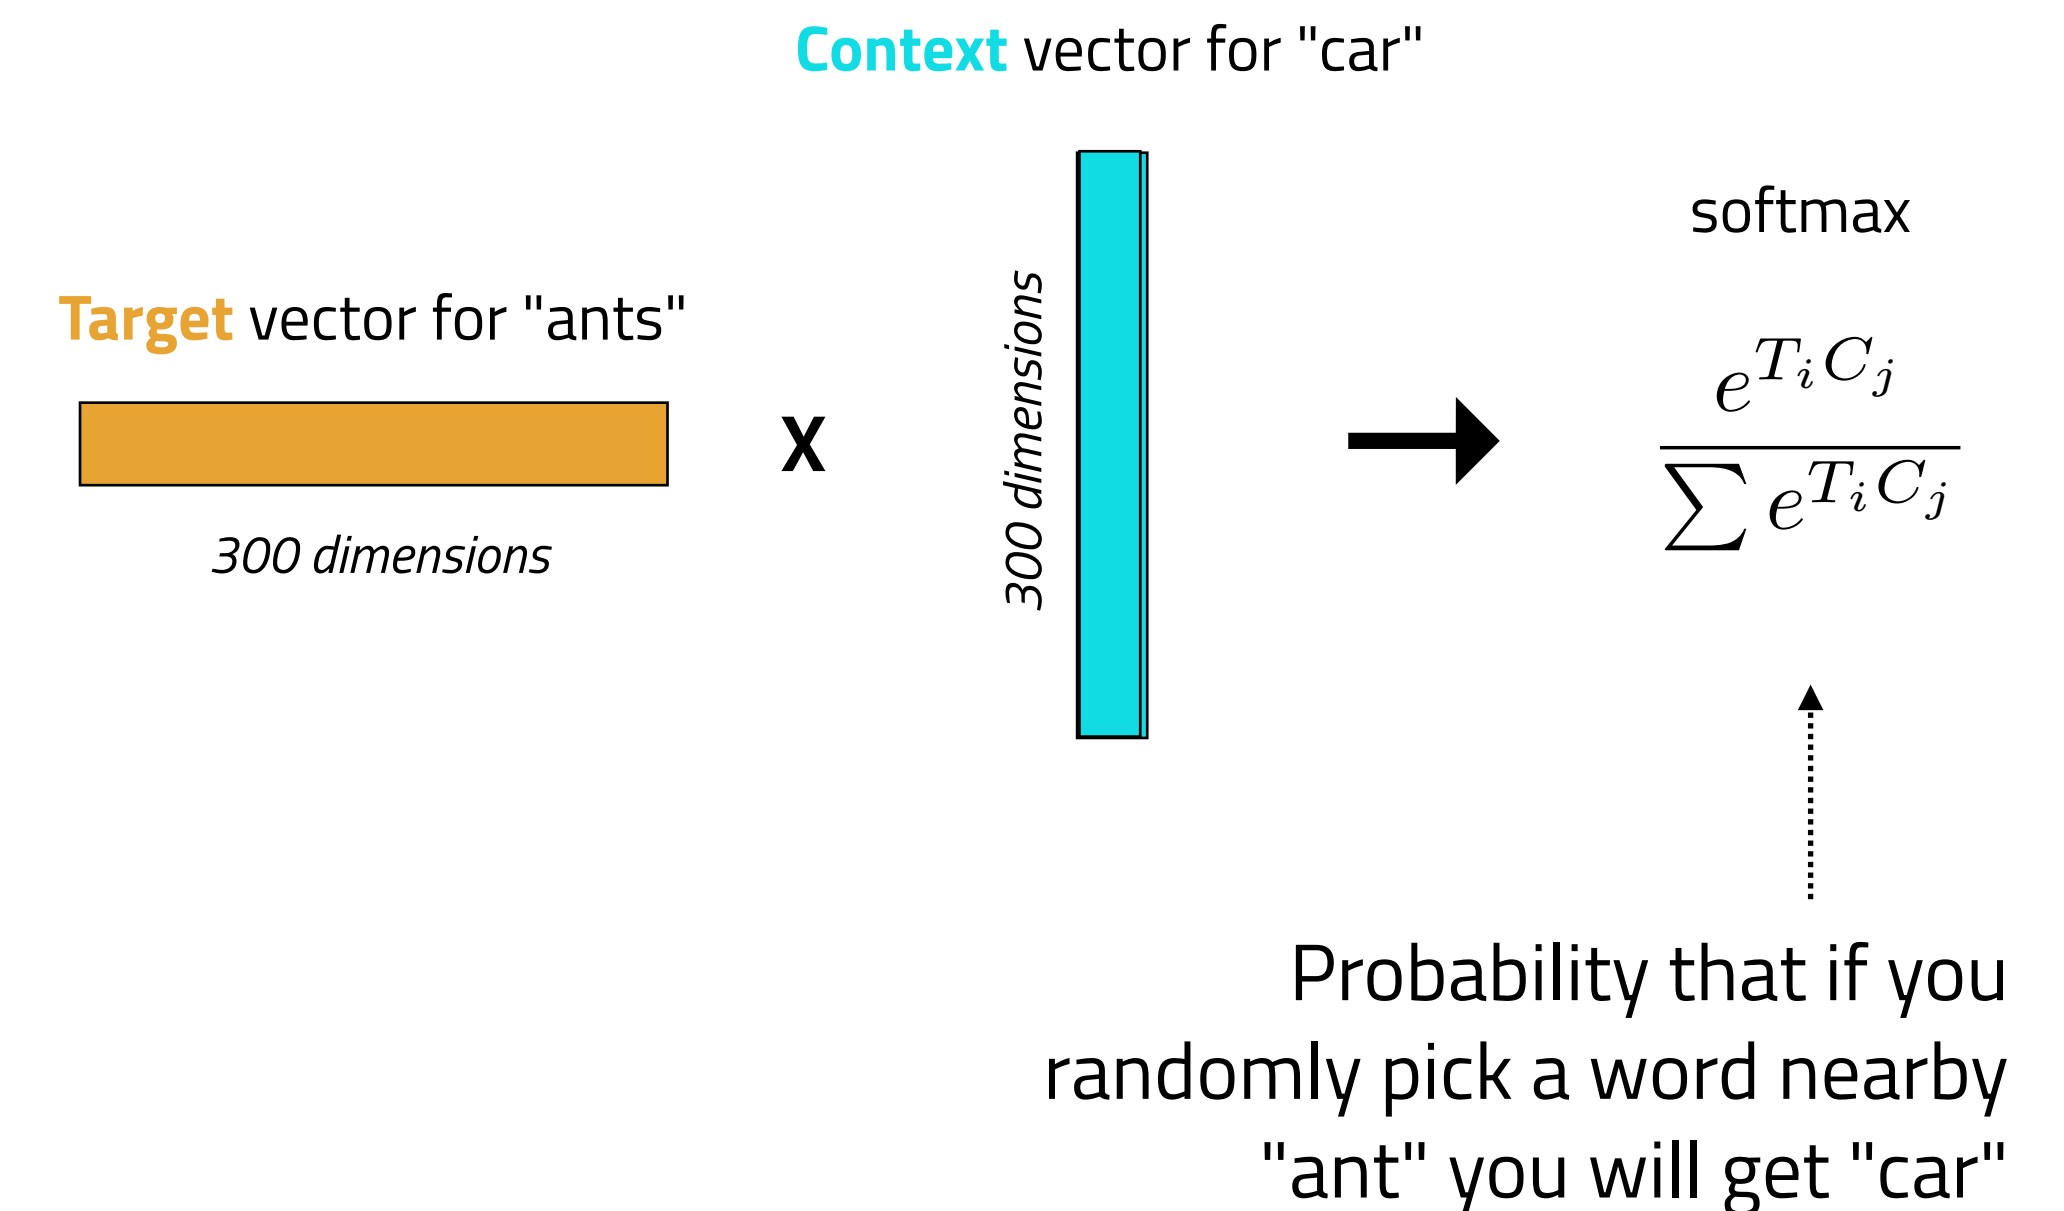 Context vector for "car"
softmax
Target vector for "ants"
300 dimensions
X
300 dimensions
e^{T_i C_j}
∑ e^{T_i C_j}
Probability that if you
randomly pick a word nearby
"ant" you will get "car"